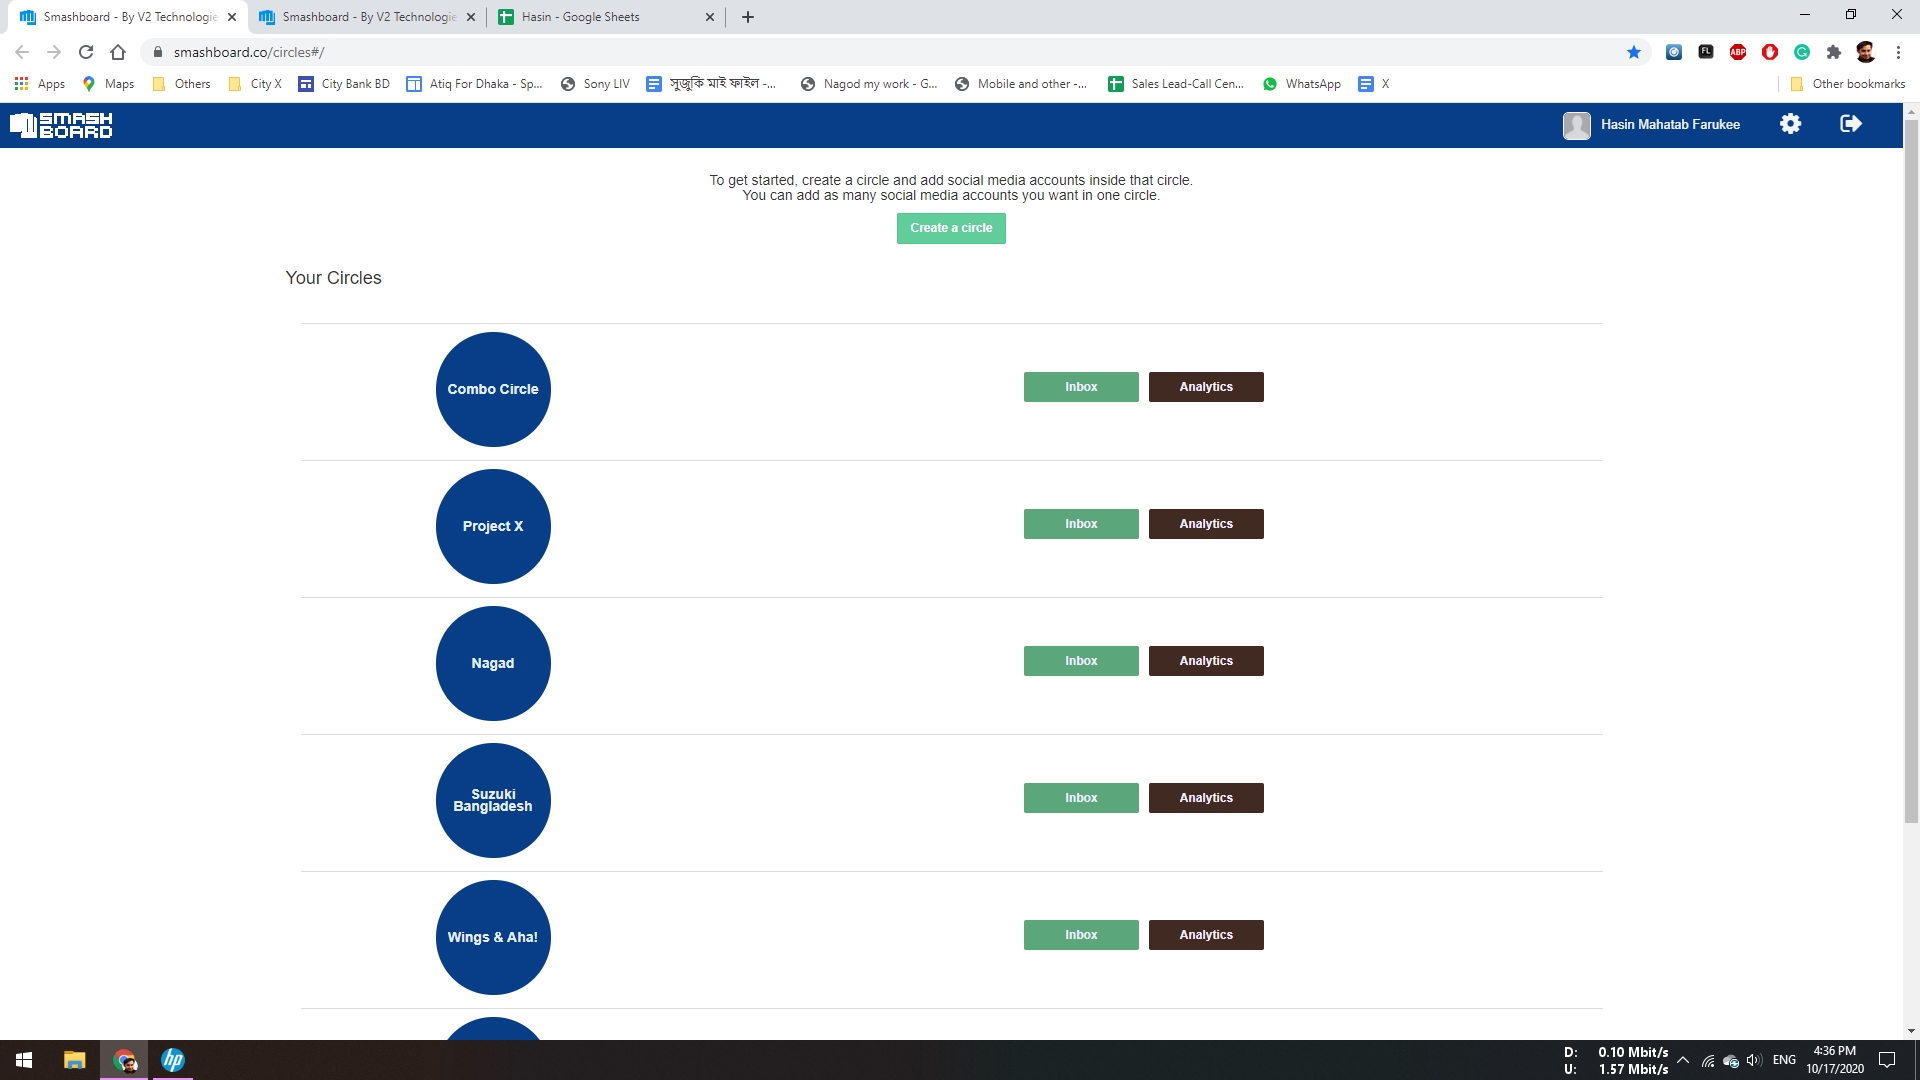 Smashboard - By V2 Technologie
Smashboard - By V2 Technologie
Hasin - Google Sheets
smashboard.co/circles#/
FL
ABP
Apps
Maps
Others
City X
City Bank BD
Atiq For Dhaka - Sp...
Sony LIV
সুজুকি মাই ফাইল -...
Nagod my work - G...
Mobile and other -...
Sales Lead-Call Cen...
WhatsApp
X
Other bookmarks
SMASH
BOARD
Hasin Mahatab Farukee
To get started, create a circle and add social media accounts inside that circle.
You can add as many social media accounts you want in one circle.
Create a circle
Your Circles
Combo Circle
Inbox
Analytics
Project X
Inbox
Analytics
Nagad
Inbox
Analytics
Suzuki
Bangladesh
Inbox
Analytics
Wings & Aha!
Inbox
Analytics
hp
D: 0.10 Mbit/s
U: 1.57 Mbit/s
ENG
4:36 PM
10/17/2020